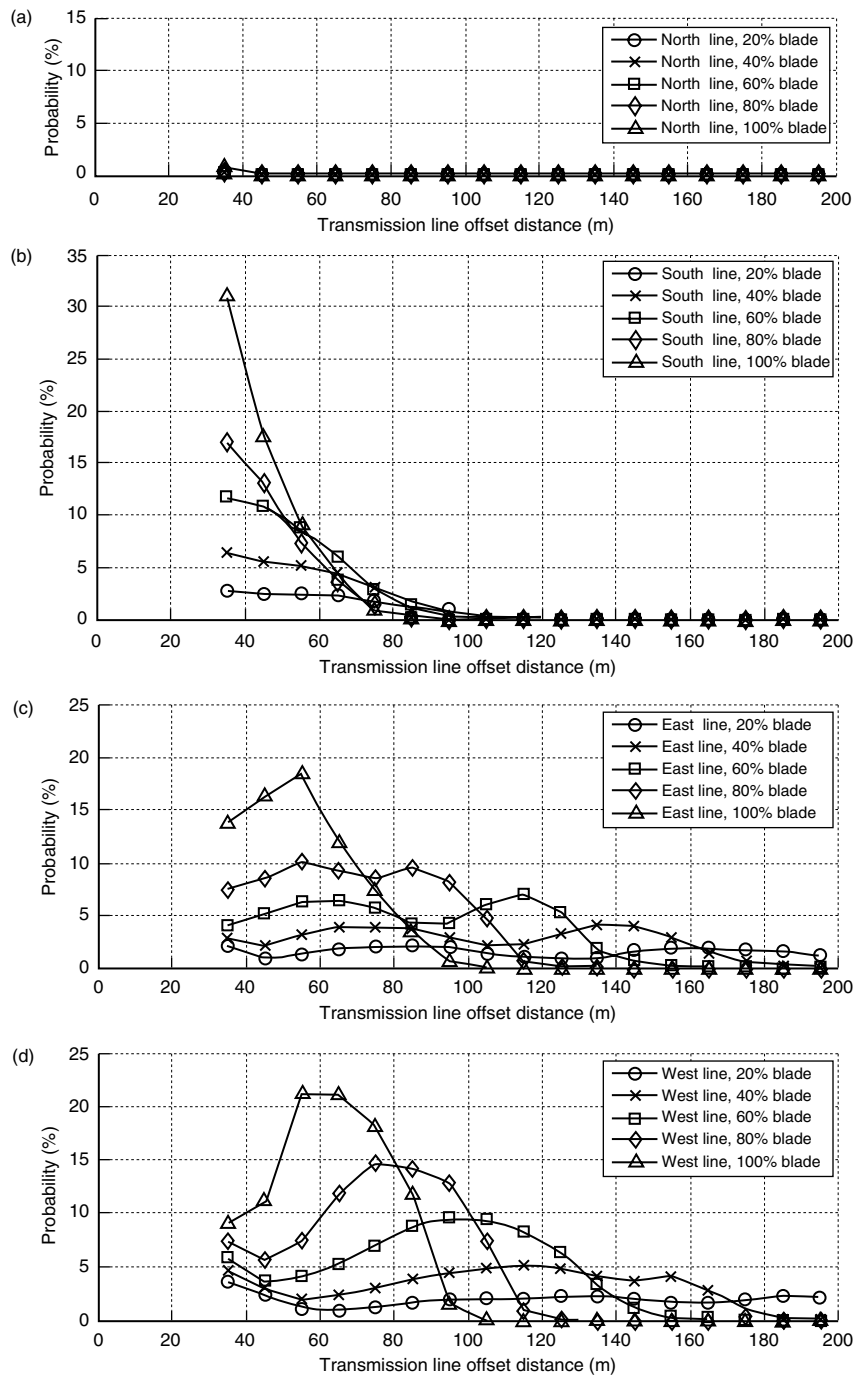 (a)
15
10
5
0
Probability (%)
North line, 20% blade
North line, 40% blade
North line, 60% blade
North line, 80% blade
North line, 100% blade
0 20 40 60 80 100 120 140 160 180 200
Transmission line offset distance (m)
(b)
35
30
25
20
15
10
5
0
Probability (%)
South line, 20% blade
South line, 40% blade
South line, 60% blade
South line, 80% blade
South line, 100% blade
0 20 40 60 80 100 120 140 160 180 200
Transmission line offset distance (m)
(c)
25
20
15
10
5
0
Probability (%)
East line, 20% blade
East line, 40% blade
East line, 60% blade
East line, 80% blade
East line, 100% blade
0 20 40 60 80 100 120 140 160 180 200
Transmission line offset distance (m)
(d)
25
20
15
10
5
0
Probability (%)
West line, 20% blade
West line, 40% blade
West line, 60% blade
West line, 80% blade
West line, 100% blade
0 20 40 60 80 100 120 140 160 180 200
Transmission line offset distance (m)